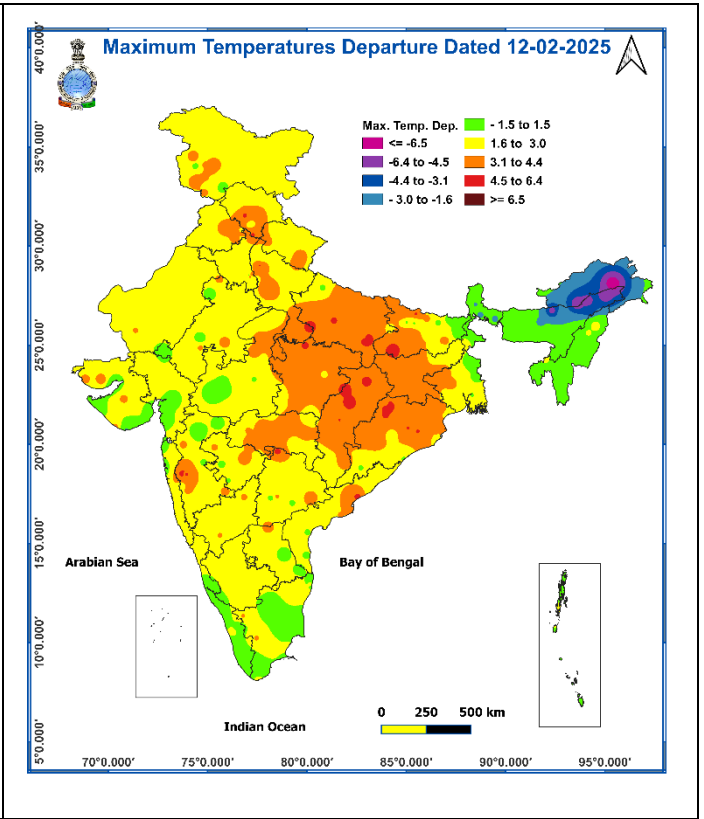 Maximum Temperatures Departure Dated 12-02-2025
Max. Temp. Dep.
<= -6.5
-6.4 to -4.5
-4.4 to -3.1
- 3.0 to -1.6
- 1.5 to 1.5
1.6 to 3.0
3.1 to 4.4
4.5 to 6.4
>= 6.5
40°0.000'
35°0.000'
30°0.000'
25°0.000'
20°0.000'
15°0.000'
10°0.000'
5°0.000'
Arabian Sea
Bay of Bengal
Indian Ocean
0 250 500 km
70°0.000' 75°0.000' 80°0.000' 85°0.000' 90°0.000' 95°0.000'